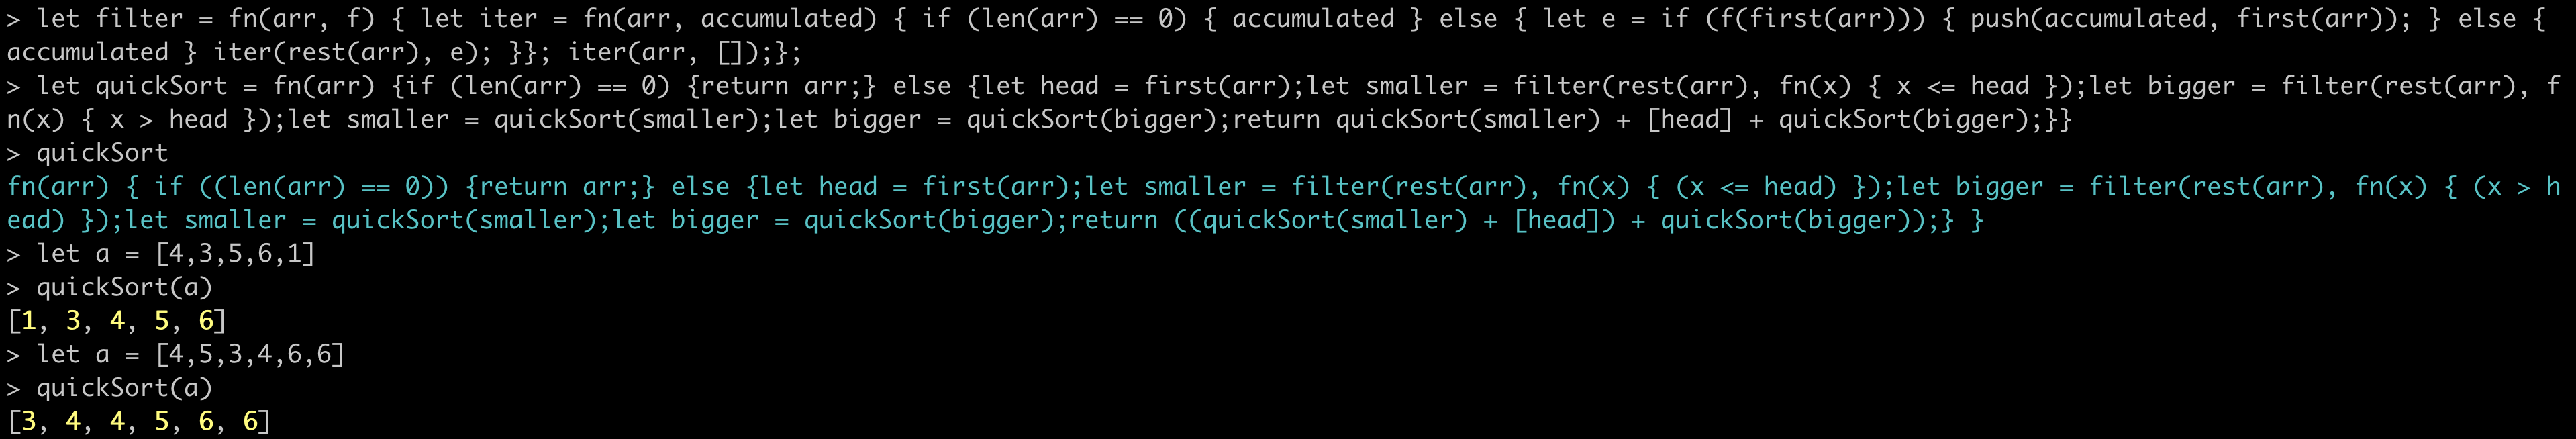 > let filter = fn(arr, f) { let iter = fn(arr, accumulated) { if (len(arr) == 0) { accumulated } else { let e = if (f(first(arr))) { push(accumulated, first(arr)); } else {
accumulated } iter(rest(arr), e); }}; iter(arr, []);};
> let quickSort = fn(arr) {if (len(arr) == 0) {return arr;} else {let head = first(arr);let smaller = filter(rest(arr), fn(x) { x <= head });let bigger = filter(rest(arr), f
n(x) { x > head });let smaller = quickSort(smaller);let bigger = quickSort(bigger);return quickSort(smaller) + [head] + quickSort(bigger);}}
> quickSort
fn(arr) { if ((len(arr) == 0)) {return arr;} else {let head = first(arr);let smaller = filter(rest(arr), fn(x) { (x <= head) });let bigger = filter(rest(arr), fn(x) { (x > h
ead) });let smaller = quickSort(smaller);let bigger = quickSort(bigger);return ((quickSort(smaller) + [head]) + quickSort(bigger));} }
> let a = [4,3,5,6,1]
> quickSort(a)
[1, 3, 4, 5, 6]
> let a = [4,5,3,4,6,6]
> quickSort(a)
[3, 4, 4, 5, 6, 6]